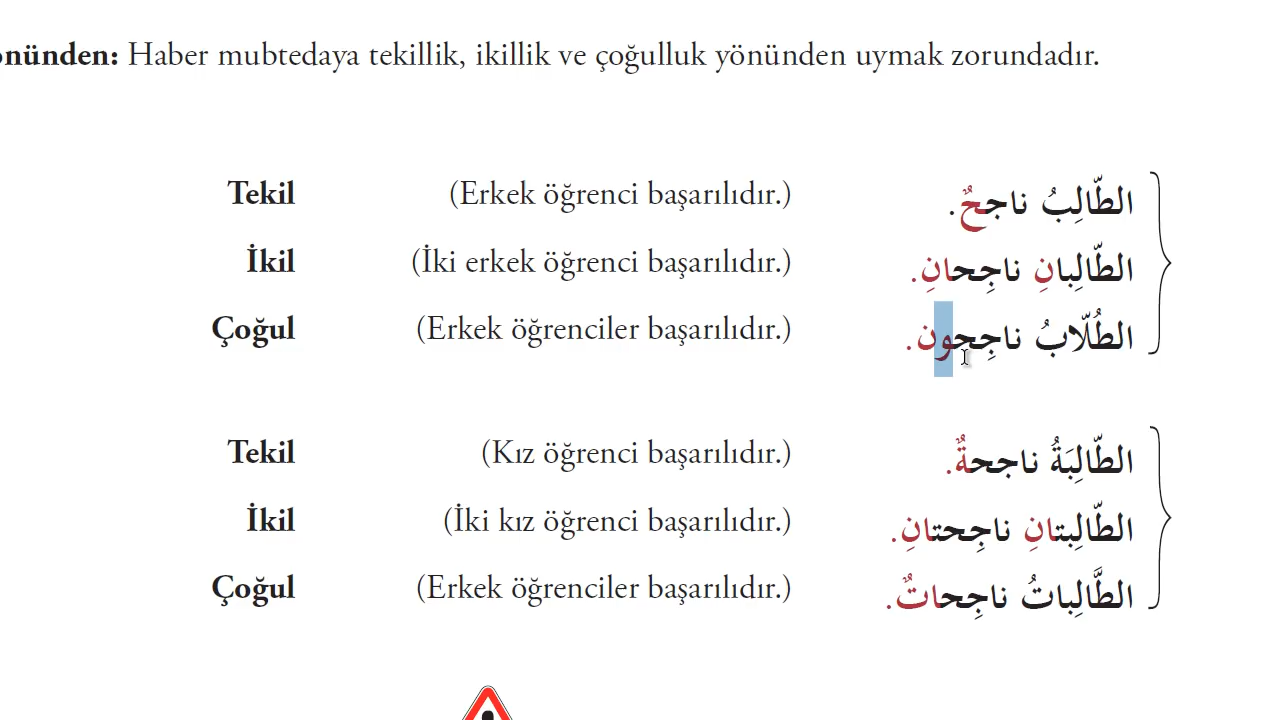 önünden: Haber mubtedaya tekillik, ikillik ve çoğulluk yönünden uymak zorundadır.
Tekil (Erkek öğrenci başarılıdır.) الطّالِبُ ناجحٌ.
İkil (İki erkek öğrenci başarılıdır.) الطّالِبانِ ناجِحانِ.
Çoğul (Erkek öğrenciler başarılıdır.) الطُلّابُ ناجِحون.
Tekil (Kız öğrenci başarılıdır.) الطّالِبَةُ ناجحةٌ.
İkil (İki kız öğrenci başarılıdır.) الطّالِبتانِ ناجِحتانِ.
Çoğul (Erkek öğrenciler başarılıdır.) الطَّالِباتُ ناجِحاتٌ.